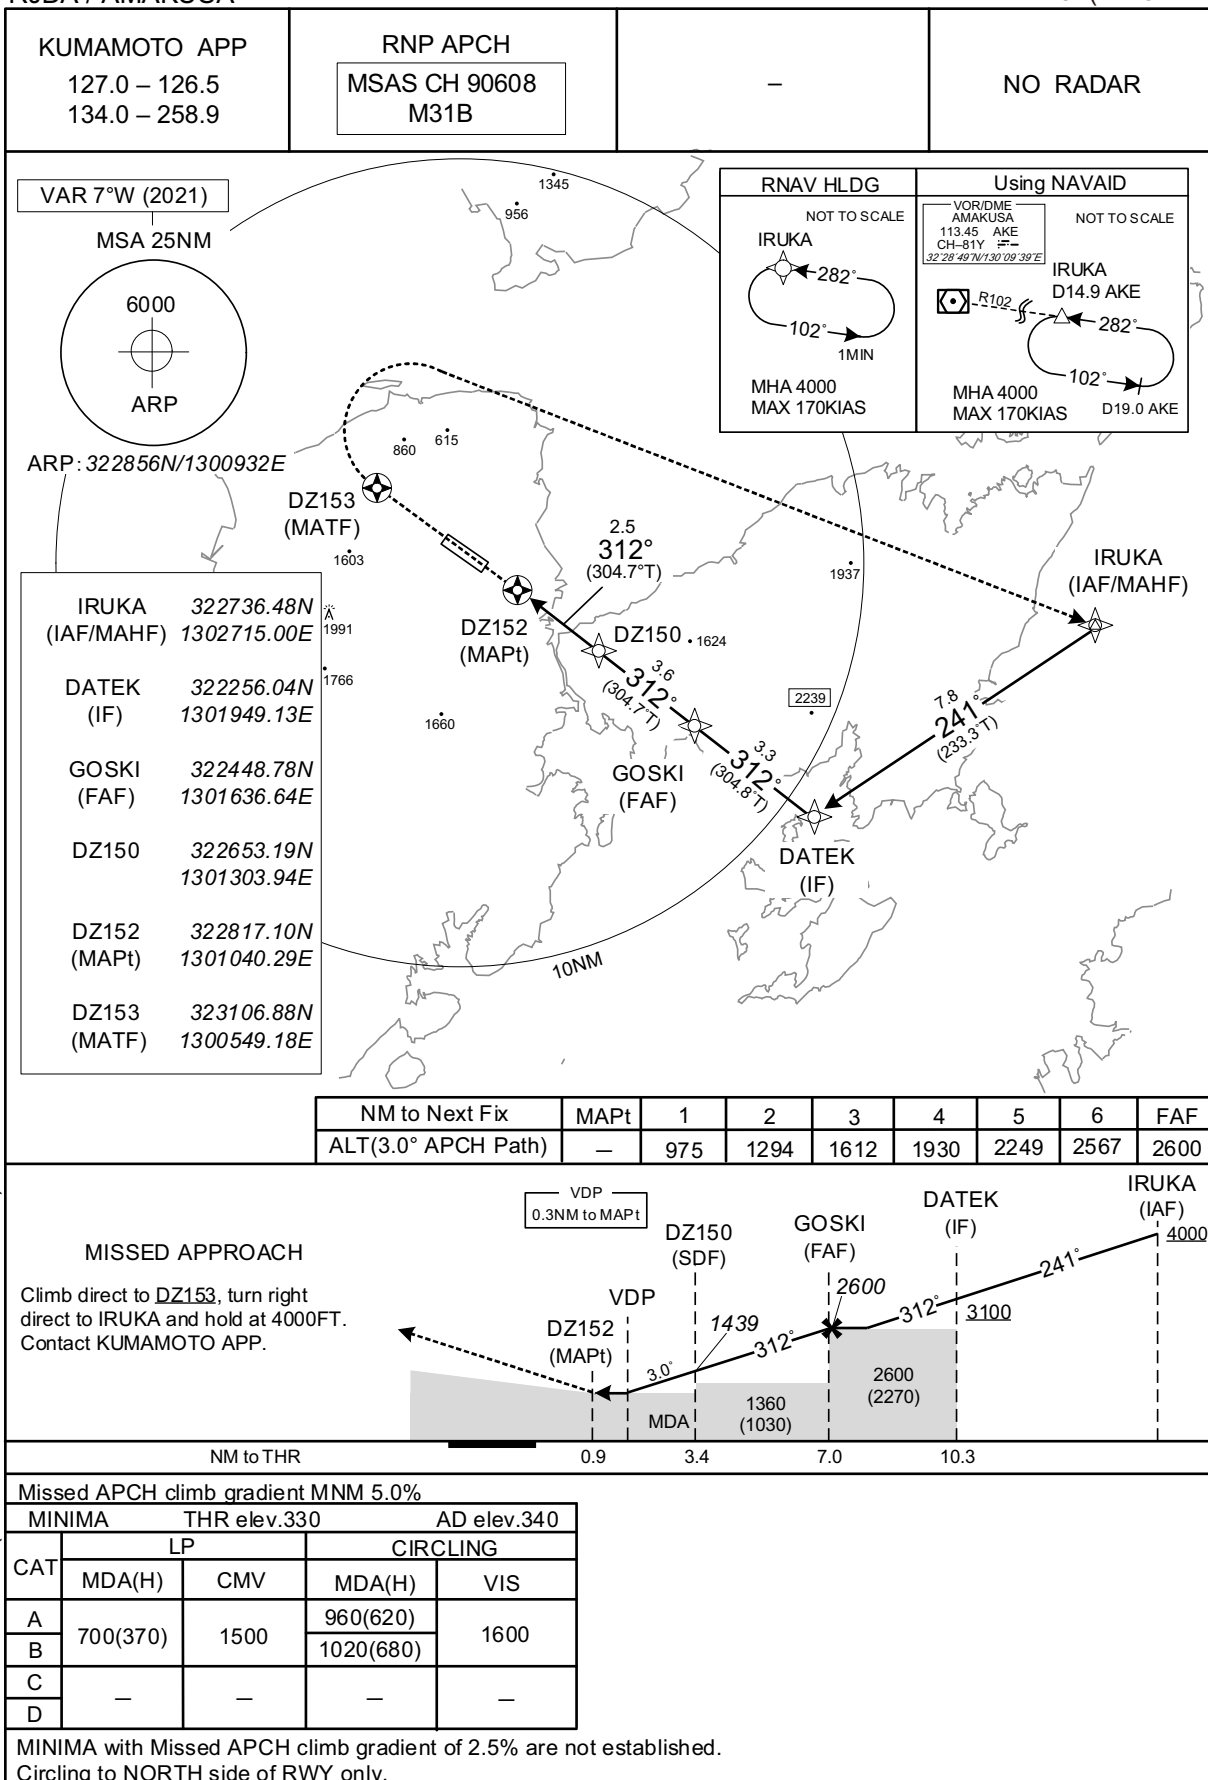 KUMAMOTO APP
127.0 – 126.5
134.0 – 258.9
RNP APCH
MSAS CH 90608
M31B
–
NO RADAR
VAR 7°W (2021)
MSA 25NM
6000
ARP
ARP: 322856N/1300932E
1345
956
RNAV HLDG
NOT TO SCALE
IRUKA
282°
102°
1MIN
MHA 4000
MAX 170KIAS
Using NAVAID
VOR/DME
AMAKUSA
113.45 AKE
CH–81Y
32°28'49"N/130°09'39"E
NOT TO SCALE
IRUKA
D14.9 AKE
R102
282°
102°
MHA 4000
MAX 170KIAS
D19.0 AKE
860
615
DZ153
(MATF)
1603
2.5
312°
(304.7°T)
1937
IRUKA
(IAF/MAHF)
1991
DZ152
(MAPt)
DZ150
1624
1766
1660
3.6
312°
(304.7°T)
2239
7.8
241°
(233.3°T)
GOSKI
(FAF)
3.3
312°
(304.8°T)
DATEK
(IF)
10NM
IRUKA 322736.48N
(IAF/MAHF) 1302715.00E
DATEK 322256.04N
(IF) 1301949.13E
GOSKI 322448.78N
(FAF) 1301636.64E
DZ150 322653.19N
1301303.94E
DZ152 322817.10N
(MAPt) 1301040.29E
DZ153 323106.88N
(MATF) 1300549.18E
NM to Next Fix MAPt 1 2 3 4 5 6 FAF
ALT(3.0° APCH Path) – 975 1294 1612 1930 2249 2567 2600
MISSED APPROACH
Climb direct to DZ153, turn right
direct to IRUKA and hold at 4000FT.
Contact KUMAMOTO APP.
VDP
0.3NM to MAPt
DZ152
(MAPt)
VDP
DZ150
(SDF)
GOSKI
(FAF)
DATEK
(IF)
IRUKA
(IAF)
4000
241°
3100
312°
2600
312°
1439
3.0°
MDA
1360
(1030)
2600
(2270)
NM to THR 0.9 3.4 7.0 10.3
Missed APCH climb gradient MNM 5.0%
MINIMA THR elev.330 AD elev.340
CAT LP CIRCLING
MDA(H) CMV MDA(H) VIS
A 700(370) 1500 960(620) 1600
B 1020(680)
C – – – –
D
MINIMA with Missed APCH climb gradient of 2.5% are not established.
Circling to NORTH side of RWY only.